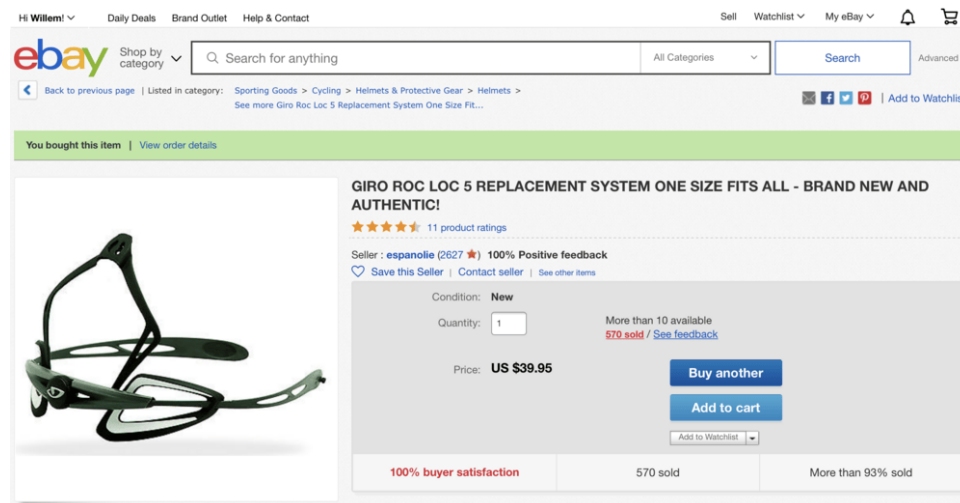 Hi Willem!
Daily Deals
Brand Outlet
Help & Contact
Sell
Watchlist
My eBay
ebay
Shop by
category
Search for anything
All Categories
Search
Advanced
Back to previous page | Listed in category:
Sporting Goods > Cycling > Helmets & Protective Gear > Helmets >
See more Giro Roc Loc 5 Replacement System One Size Fit...
| Add to Watchlis
You bought this item | View order details
GIRO ROC LOC 5 REPLACEMENT SYSTEM ONE SIZE FITS ALL - BRAND NEW AND
AUTHENTIC!
11 product ratings
Seller : espanolie (2627 ★) 100% Positive feedback
Save this Seller | Contact seller | See other items
Condition: New
Quantity: 1
More than 10 available
570 sold / See feedback
Price: US $39.95
Buy another
Add to cart
Add to Watchlist
100% buyer satisfaction
570 sold
More than 93% sold